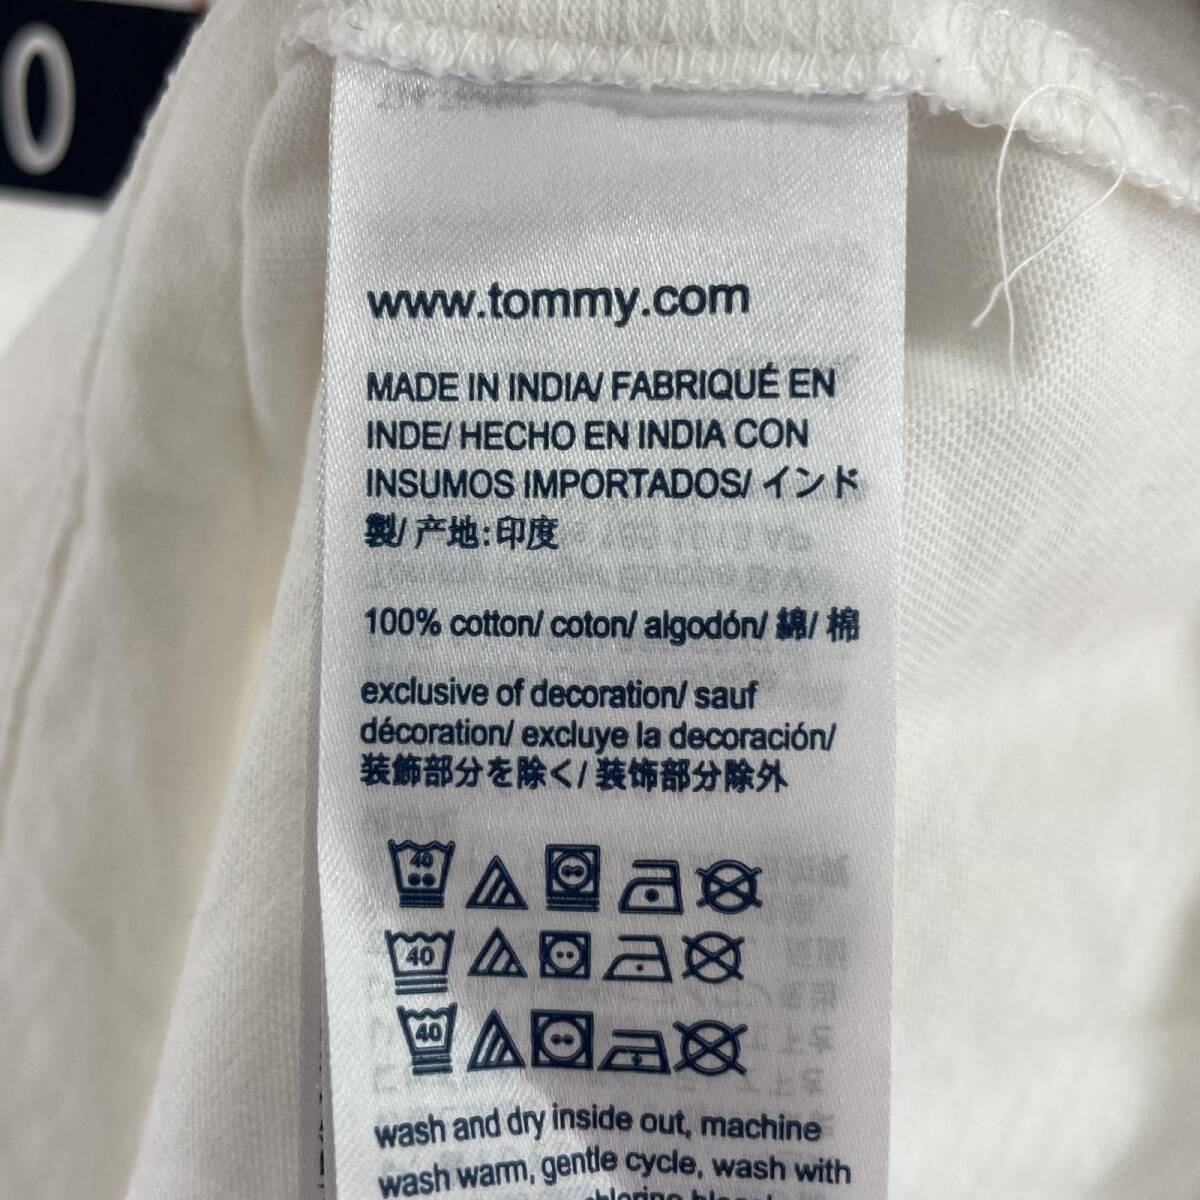 0
www.tommy.com
MADE IN INDIA/ FABRIQUÉ EN
INDE/ HECHO EN INDIA CON
INSUMOS IMPORTADOS/ インド
製/ 产地:印度
100% cotton/ coton/ algodón/ 綿/ 棉
exclusive of decoration/ sauf
décoration/ excluye la decoración/
装飾部分を除く/ 装饰部分除外
40
40
40
wash and dry inside out, machine
wash warm, gentle cycle, wash with